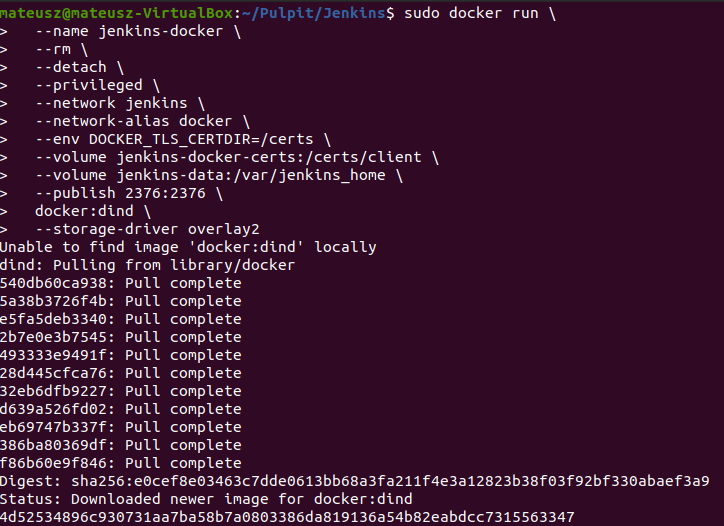 mateusz@mateusz-VirtualBox:~/Pulpit/Jenkins$ sudo docker run \
>   --name jenkins-docker \
>   --rm \
>   --detach \
>   --privileged \
>   --network jenkins \
>   --network-alias docker \
>   --env DOCKER_TLS_CERTDIR=/certs \
>   --volume jenkins-docker-certs:/certs/client \
>   --volume jenkins-data:/var/jenkins_home \
>   --publish 2376:2376 \
>   docker:dind \
>   --storage-driver overlay2
Unable to find image 'docker:dind' locally
dind: Pulling from library/docker
540db60ca938: Pull complete
5a38b3726f4b: Pull complete
e5fa5deb3340: Pull complete
2b7e0e3b7545: Pull complete
493333e9491f: Pull complete
28d445cfca76: Pull complete
32eb6dfb9227: Pull complete
d639a526fd02: Pull complete
eb69747b337f: Pull complete
386ba80369df: Pull complete
f86b60e9f846: Pull complete
Digest: sha256:e0cef8e03463c7dde0613bb68a3fa211f4e3a12823b38f03f92bf330abaef3a9
Status: Downloaded newer image for docker:dind
4d52534896c930731aa7ba58b7a0803386da819136a54b82eabdcc7315563347